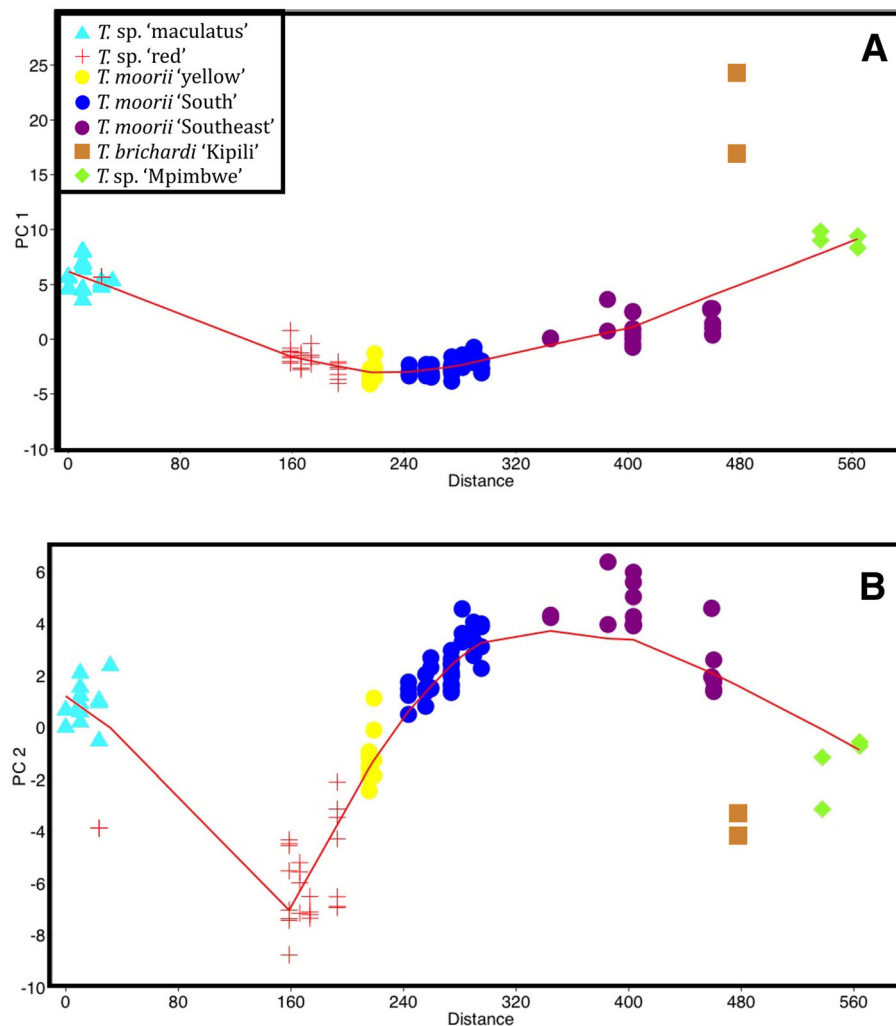 A
T. sp. ‘maculatus’
T. sp. ‘red’
T. moorii ‘yellow’
T. moorii ‘South’
T. moorii ‘Southeast’
T. brichardi ‘Kipili’
T. sp. ‘Mpimbwe’
PC 1
25
20
15
10
5
0
-5
-10
0 80 160 240 320 400 480 560
Distance
B
PC 2
6
4
2
0
-2
-4
-6
-8
-10
0 80 160 240 320 400 480 560
Distance